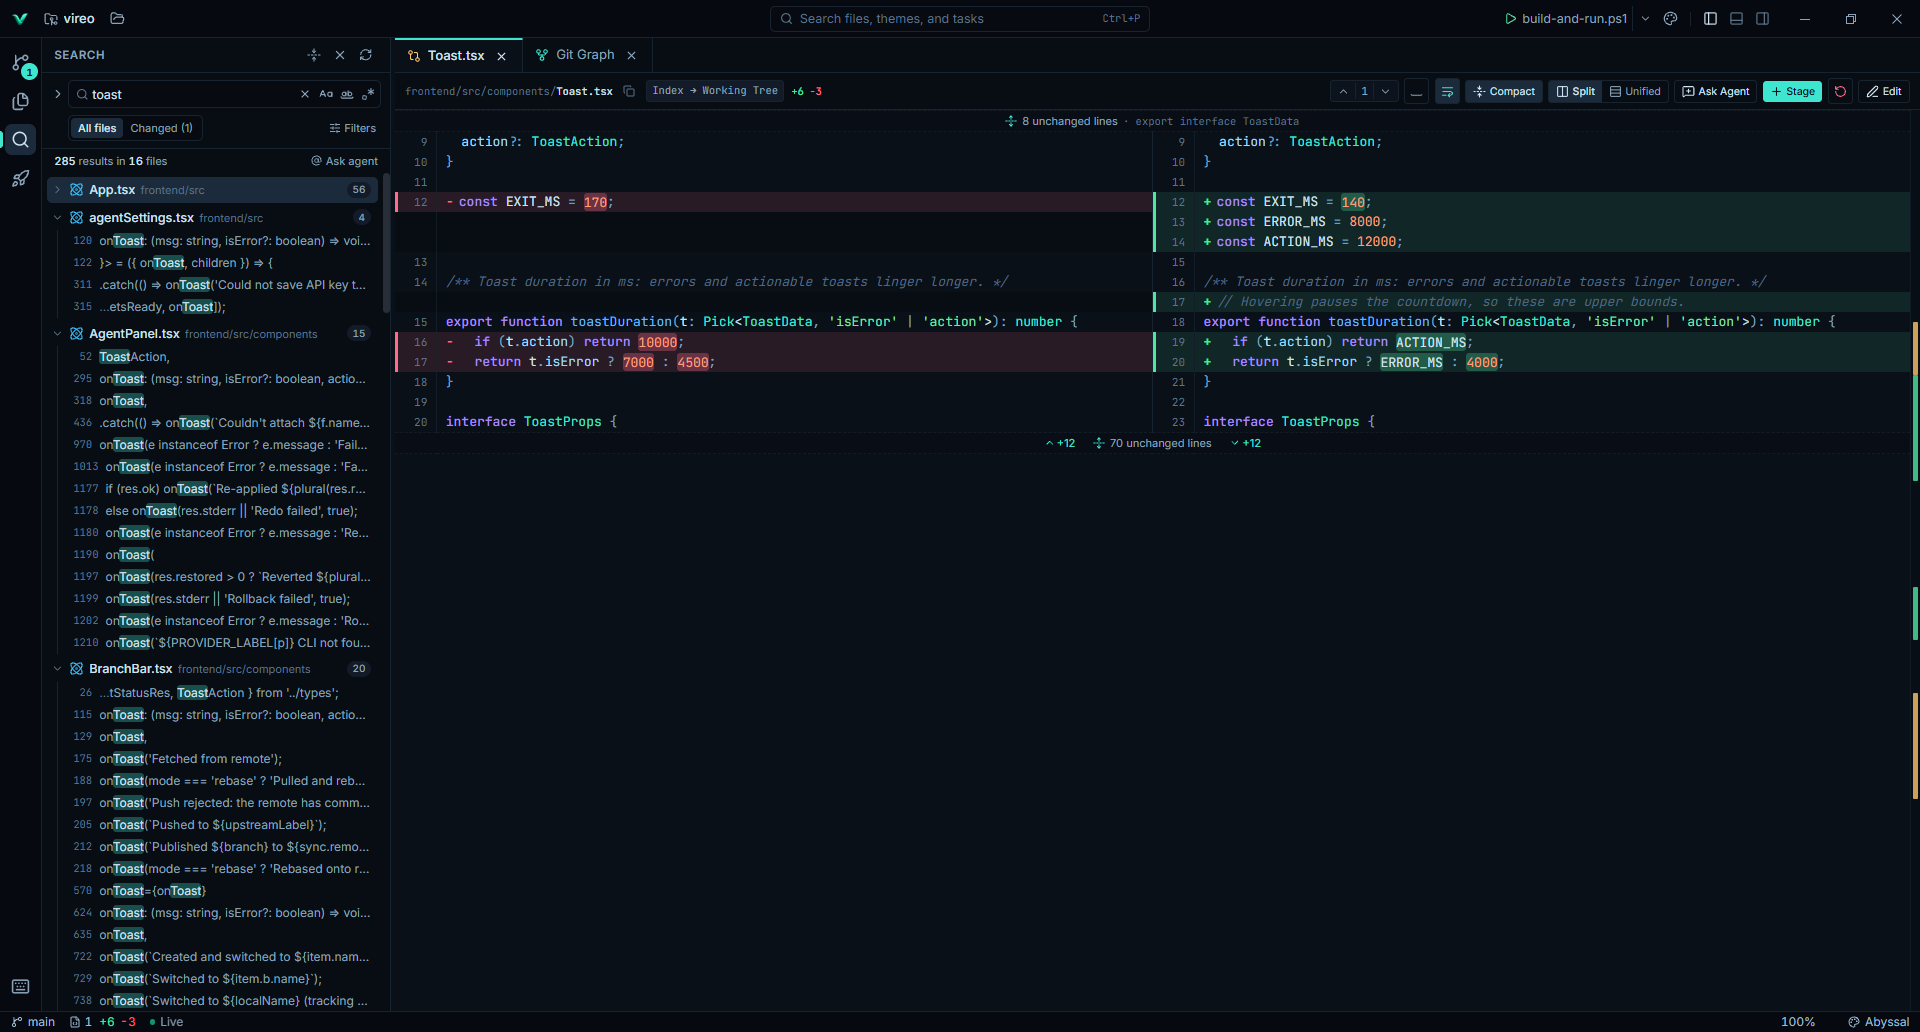 vireo
Search files, themes, and tasks Ctrl+P
build-and-run.ps1
1
SEARCH
toast
Aa ab .*
All files Changed (1) Filters
285 results in 16 files Ask agent
App.tsx frontend/src 56
agentSettings.tsx frontend/src 4
120 onToast: (msg: string, isError?: boolean) => voi...
122 }> = ({ onToast, children }) => {
311 .catch(() => onToast('Could not save API key t...
315 ...etsReady, onToast]);
AgentPanel.tsx frontend/src/components 15
52 ToastAction,
295 onToast: (msg: string, isError?: boolean, actio...
318 onToast,
436 .catch(() => onToast(`Couldn't attach ${f.name...
970 onToast(e instanceof Error ? e.message : 'Fail...
1013 onToast(e instanceof Error ? e.message : 'Fa...
1177 if (res.ok) onToast(`Re-applied ${plural(res.r...
1178 else onToast(res.stderr || 'Redo failed', true);
1180 onToast(e instanceof Error ? e.message : 'Re...
1190 onToast(
1197 onToast(res.restored > 0 ? `Reverted ${plural...
1199 onToast(res.stderr || 'Rollback failed', true);
1202 onToast(e instanceof Error ? e.message : 'Ro...
1210 onToast(`${PROVIDER_LABEL[p]} CLI not fou...
BranchBar.tsx frontend/src/components 20
26 ...tStatusRes, ToastAction } from '../types';
115 onToast: (msg: string, isError?: boolean, actio...
129 onToast,
175 onToast('Fetched from remote');
188 onToast(mode === 'rebase' ? 'Pulled and reb...
197 onToast('Push rejected: the remote has comm...
205 onToast(`Pushed to ${upstreamLabel}`);
212 onToast(`Published ${branch} to ${sync.remo...
218 onToast(mode === 'rebase' ? 'Rebased onto r...
570 onToast={onToast}
624 onToast: (msg: string, isError?: boolean) => voi...
635 onToast,
722 onToast(`Created and switched to ${item.nam...
729 onToast(`Switched to ${item.b.name}`);
738 onToast(`Switched to ${localName} (tracking ...
Toast.tsx Git Graph
frontend/src/components/Toast.tsx Index → Working Tree +6 -3
1 Compact Split Unified Ask Agent Stage Edit
8 unchanged lines · export interface ToastData
9 action?: ToastAction;
10 }
11
12 - const EXIT_MS = 170;
13
14 /** Toast duration in ms: errors and actionable toasts linger longer. */
15 export function toastDuration(t: Pick<ToastData, 'isError' | 'action'>): number {
16 - if (t.action) return 10000;
17 - return t.isError ? 7000 : 4500;
18 }
19
20 interface ToastProps {
9 action?: ToastAction;
10 }
11
12 + const EXIT_MS = 140;
13 + const ERROR_MS = 8000;
14 + const ACTION_MS = 12000;
15
16 /** Toast duration in ms: errors and actionable toasts linger longer. */
17 + // Hovering pauses the countdown, so these are upper bounds.
18 export function toastDuration(t: Pick<ToastData, 'isError' | 'action'>): number {
19 + if (t.action) return ACTION_MS;
20 + return t.isError ? ERROR_MS : 4000;
21 }
22
23 interface ToastProps {
+12 70 unchanged lines +12
main 1 +6 -3 Live
100% Abyssal